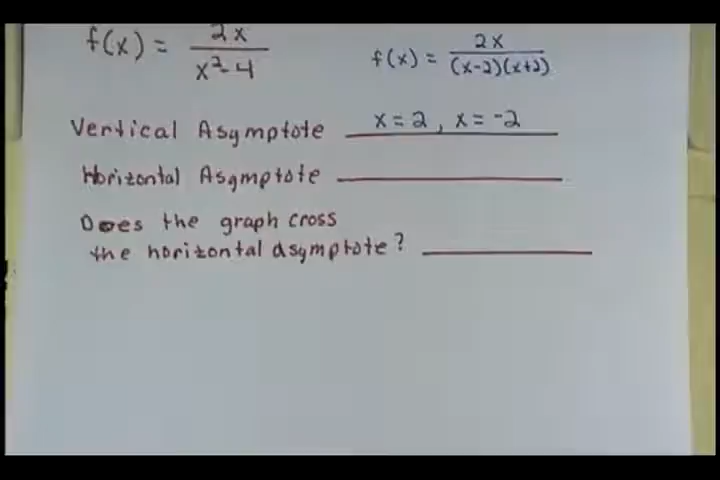 f(x) = 2x / x²-4
f(x) = 2x / (x-2)(x+2)
Vertical Asymptote x = 2 , x = -2
Horizontal Asymptote
Does the graph cross
the horizontal asymptote?